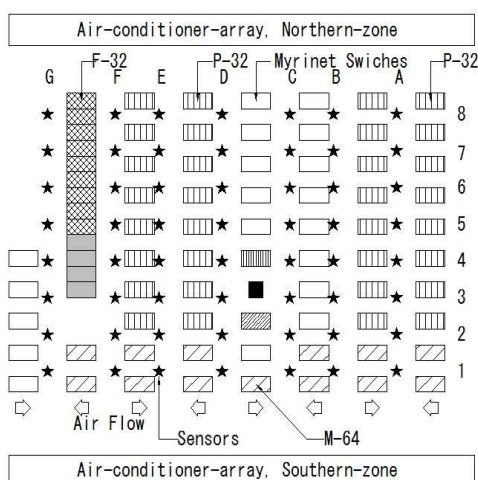 Air-conditioner-array, Northern-zone
F-32 P-32 Myrinet Swiches P-32
G F E D C B A
8
7
6
5
4
3
2
1
Air Flow
Sensors M-64
Air-conditioner-array, Southern-zone